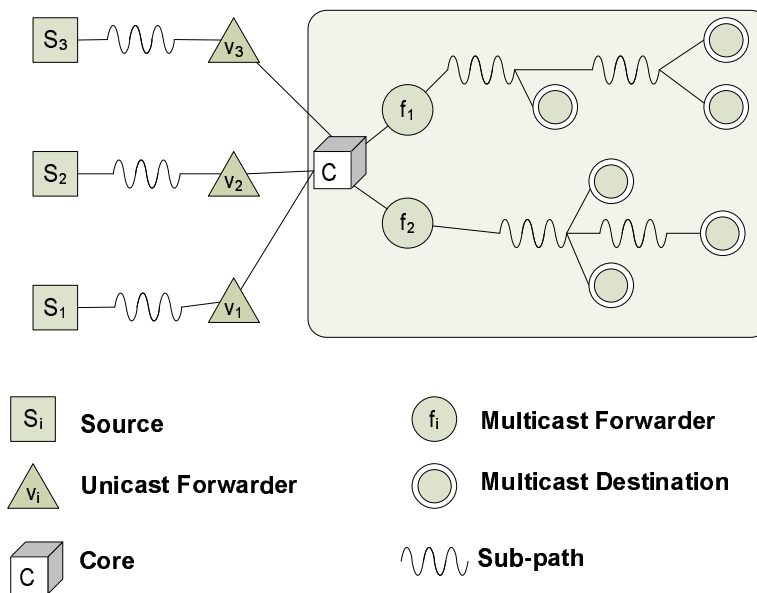 S3
v3
f1
S2
v2
C
f2
S1
v1
Si
Source
fi
Multicast Forwarder
vi
Unicast Forwarder
Multicast Destination
C
Core
Sub-path